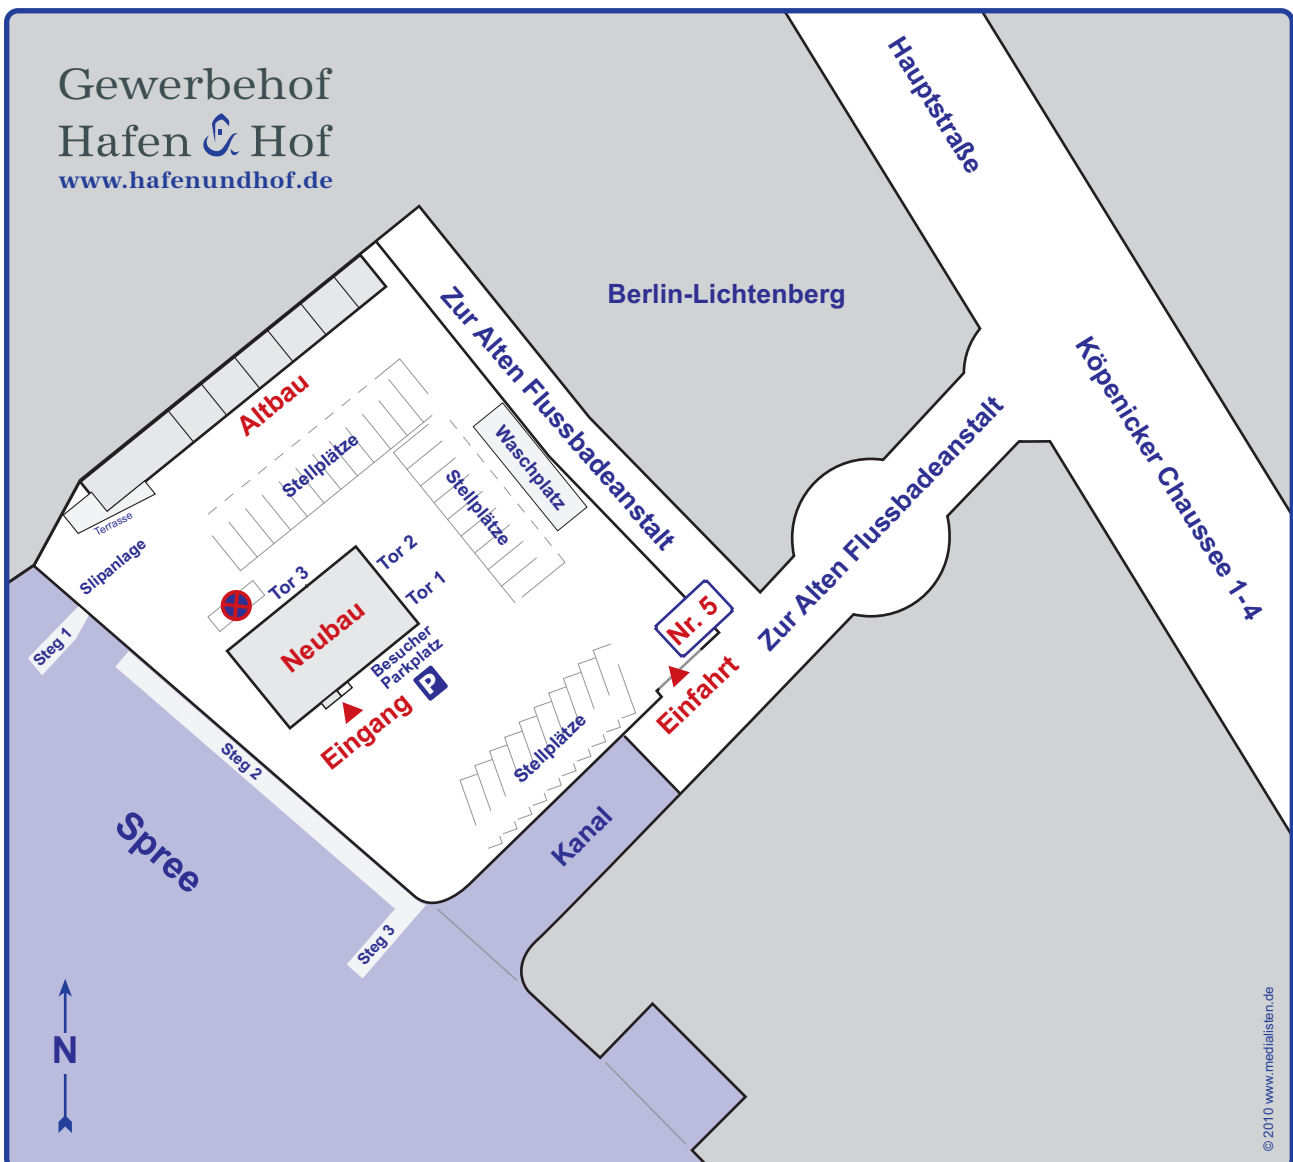 Gewerbehof
Hafen & Hof
www.hafenundhof.de
Hauptstraße
Berlin-Lichtenberg
Zur Alten Flussbadeanstalt
Köpenicker Chaussee 1-4
Zur Alten Flussbadeanstalt
Altbau
Stellplätze
Waschplatz
Stellplätze
Terrasse
Slipanlage
Tor 2
Tor 3
Tor 1
Nr. 5
Neubau
Besucher
Parkplatz
P
Steg 1
Einfahrt
Eingang
Stellplätze
Steg 2
Spree
Kanal
Steg 3
N
© 2010 www.medialisten.de